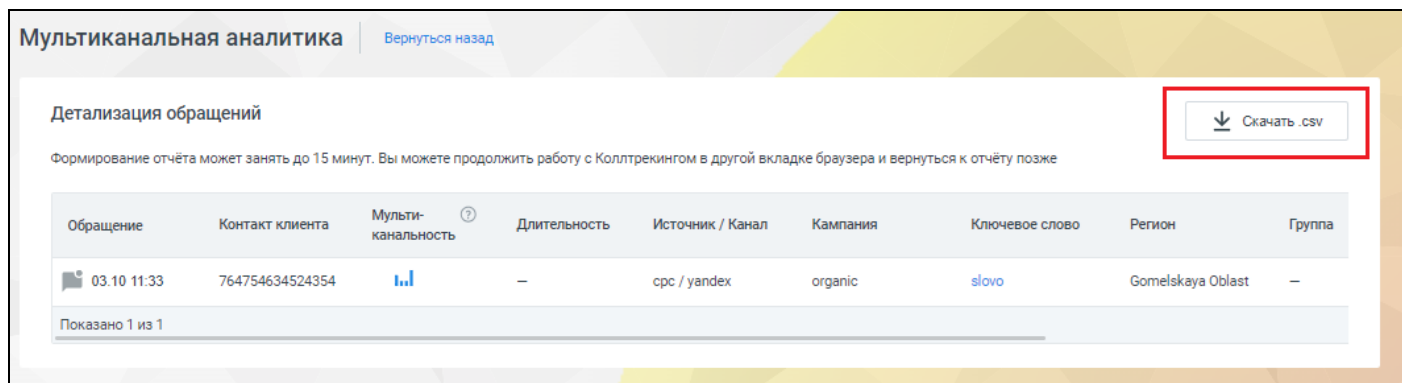 Мультиканальная аналитика Вернуться назад
Детализация обращений
Скачать .csv
Формирование отчёта может занять до 15 минут. Вы можете продолжить работу с Коллтрекингом в другой вкладке браузера и вернуться к отчёту позже
Обращение Контакт клиента Мульти- ? Длительность Источник / Канал Кампания Ключевое слово Регион Группа
канальность
03.10 11:33 764754634524354 — cpc / yandex organic slovo Gomelskaya Oblast —
Показано 1 из 1